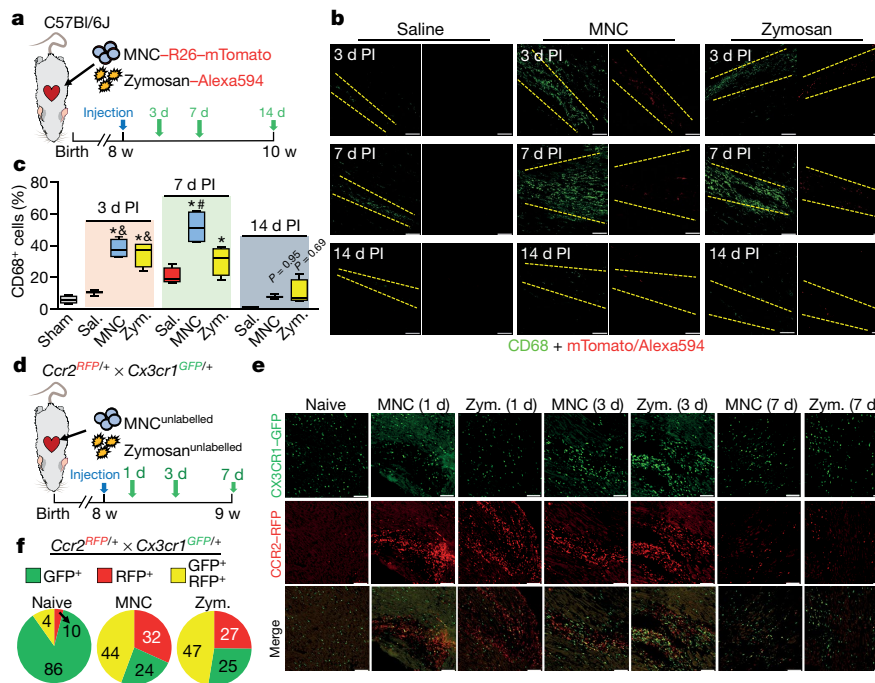 a
C57Bl/6J
MNC–R26–mTomato
Zymosan–Alexa594
Injection 3 d 7 d 14 d
Birth 8 w 10 w
b
Saline MNC Zymosan
3 d PI 3 d PI 3 d PI
7 d PI 7 d PI 7 d PI
14 d PI 14 d PI 14 d PI
CD68 + mTomato/Alexa594
c
CD68+ cells (%)
80
60
40
20
0
3 d PI 7 d PI 14 d PI
*& *& *# * P = 0.95 P = 0.69
Sham Sal. MNC Zym. Sal. MNC Zym. Sal. MNC Zym.
d
Ccr2RFP/+ × Cx3cr1GFP/+
MNCunlabelled
Zymosanunlabelled
Injection 1 d 3 d 7 d
Birth 8 w 9 w
e
Naive MNC (1 d) Zym. (1 d) MNC (3 d) Zym. (3 d) MNC (7 d) Zym. (7 d)
CX3CR1–GFP
CCR2–RFP
Merge
f
Ccr2RFP/+ × Cx3cr1GFP/+
GFP+ RFP+ GFP+
RFP+
Naive MNC Zym.
4 10 86
32 44 24
27 47 25